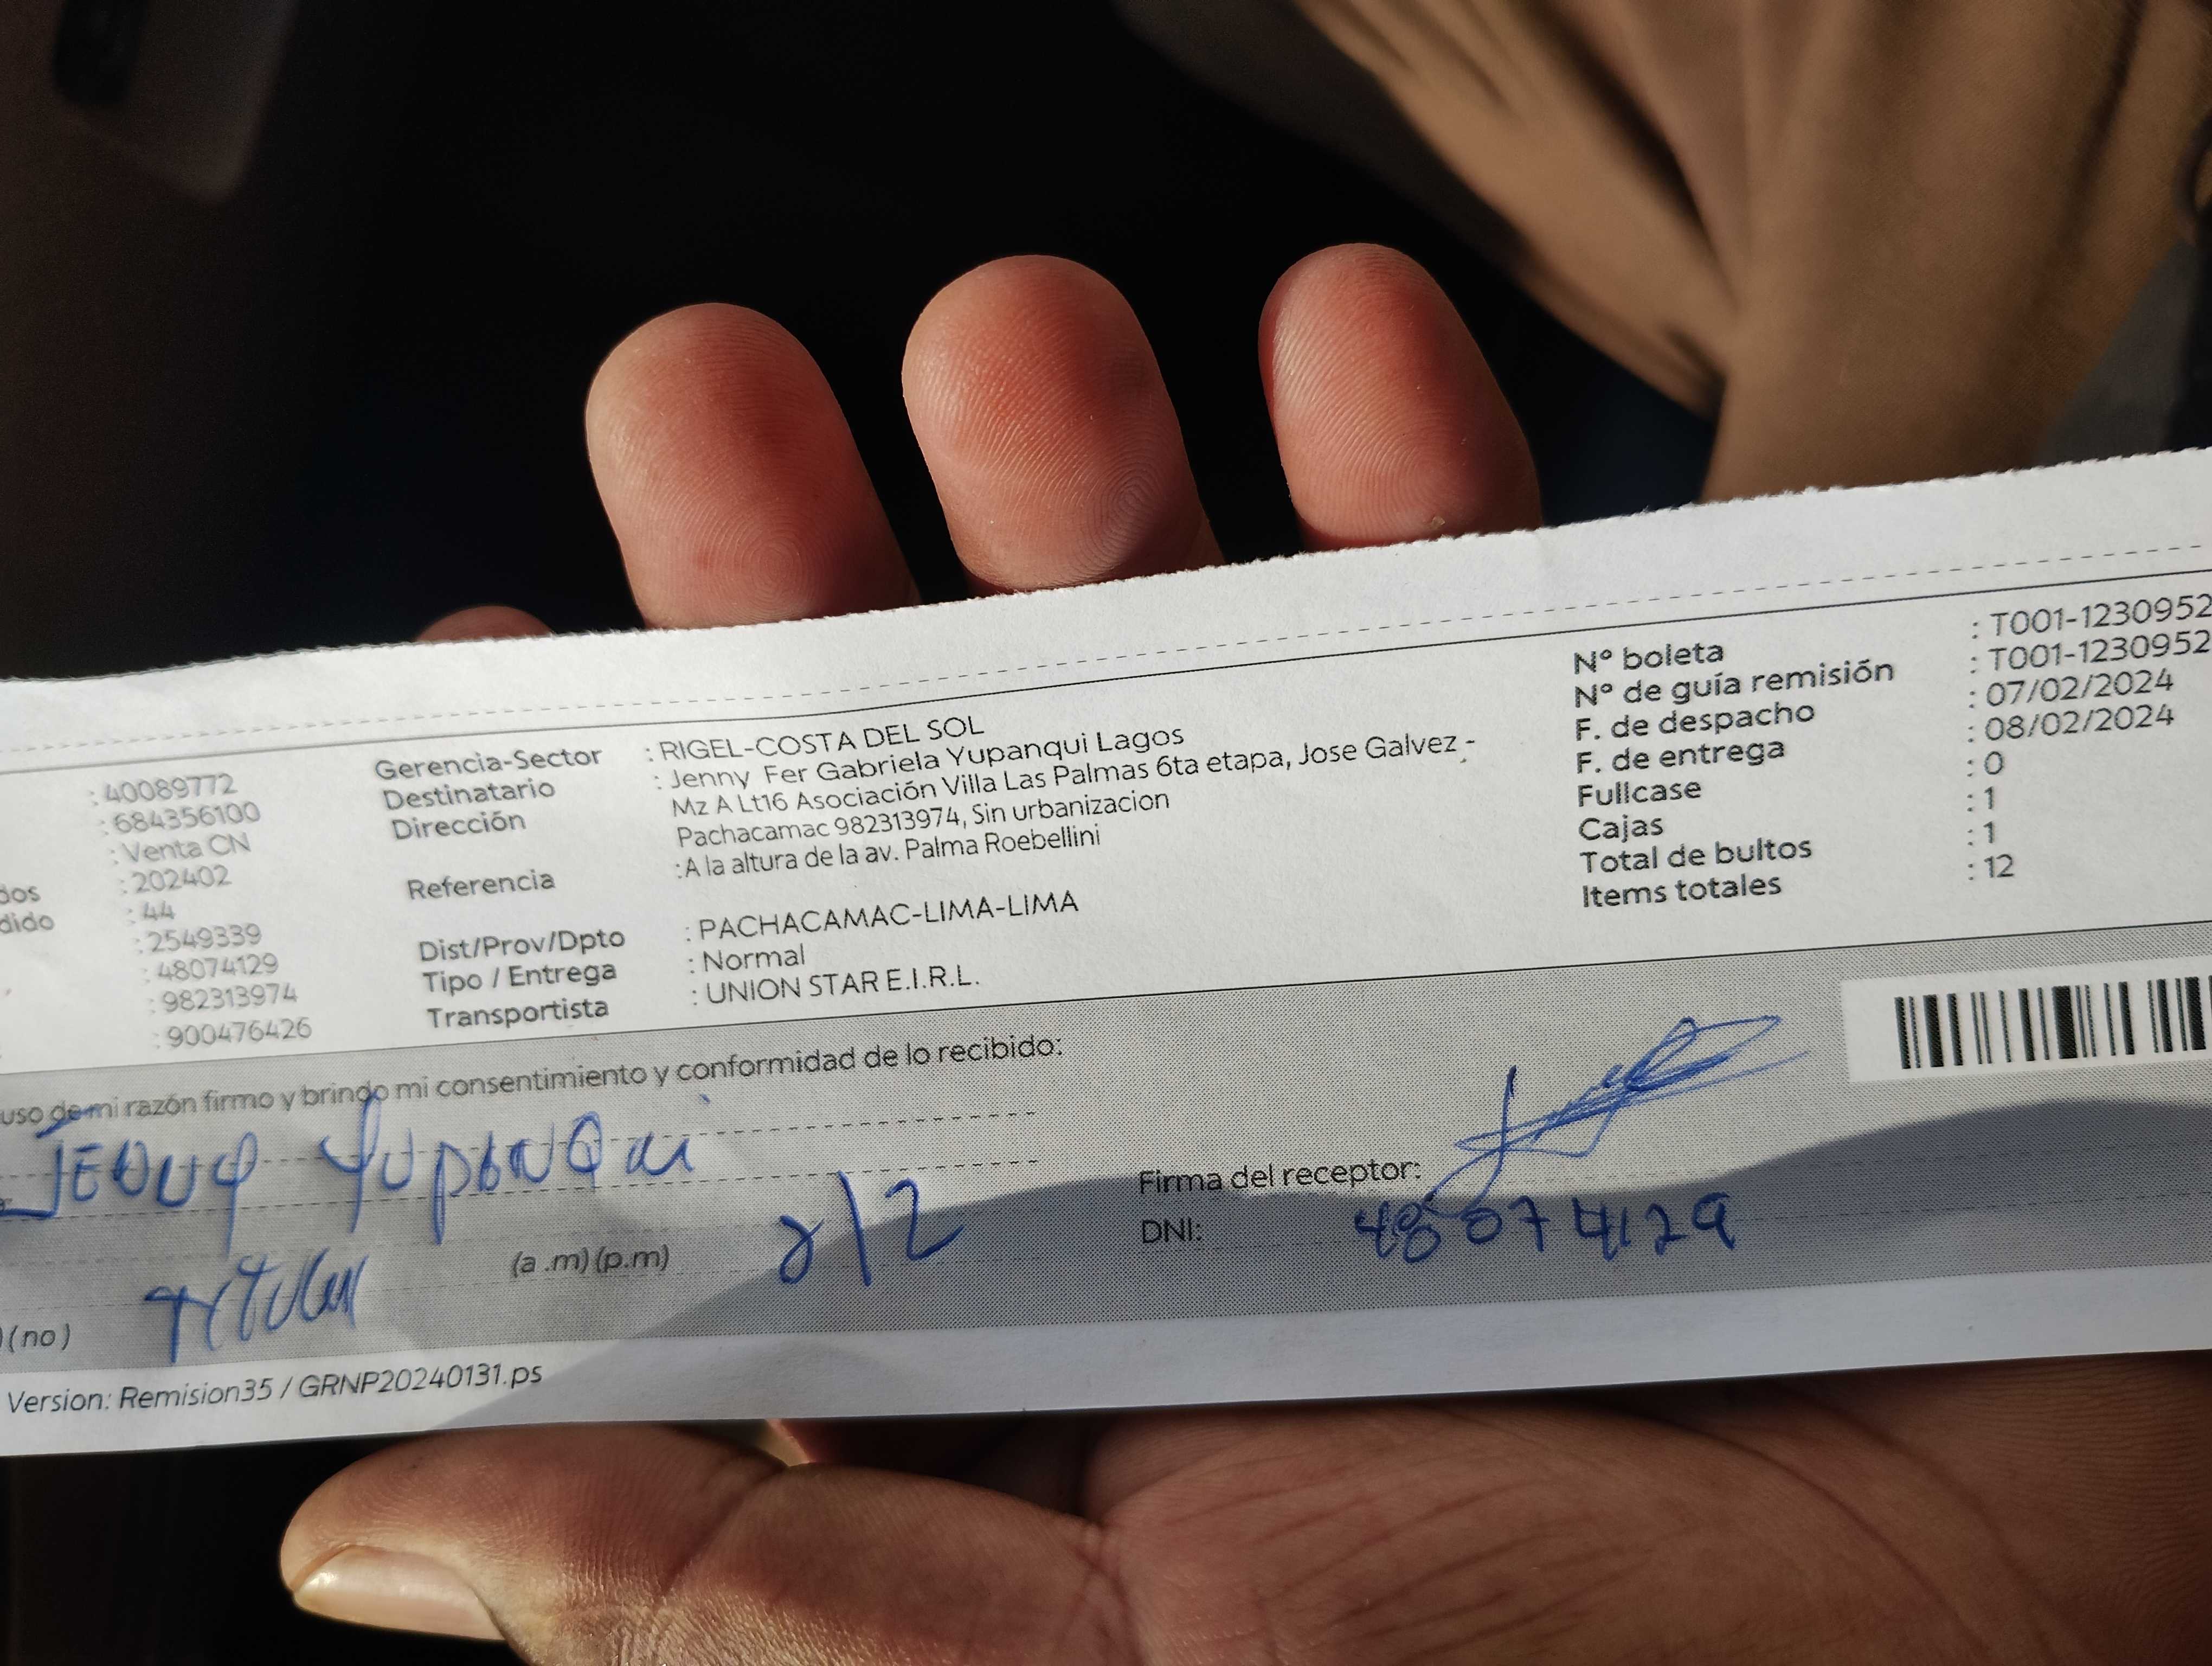 : 40089772
: 684356100
: Venta CN
: 202402
dos : 44
dido : 2549339
: 48074129
: 982313974
: 900476426
Gerencia-Sector : RIGEL-COSTA DEL SOL
Destinatario : Jenny Fer Gabriela Yupanqui Lagos
Dirección Mz A Lt16 Asociación Villa Las Palmas 6ta etapa, Jose Galvez -
Pachacamac 982313974, Sin urbanizacion
Referencia : A la altura de la av. Palma Roebellini
Dist/Prov/Dpto : PACHACAMAC-LIMA-LIMA
Tipo / Entrega : Normal
Transportista : UNION STAR E.I.R.L.
Nº boleta : T001-1230952
Nº de guía remisión : T001-1230952
F. de despacho : 07/02/2024
F. de entrega : 08/02/2024
Fullcase : 0
Cajas : 1
Total de bultos : 1
Items totales : 12
uso de mi razón firmo y brindo mi consentimiento y conformidad de lo recibido:
JENNY YUPANQUI
Firma del receptor:
(a .m) (p.m) 8/2
DNI: 48074129
(no) TITULAR
Version: Remision35 / GRNP20240131.ps